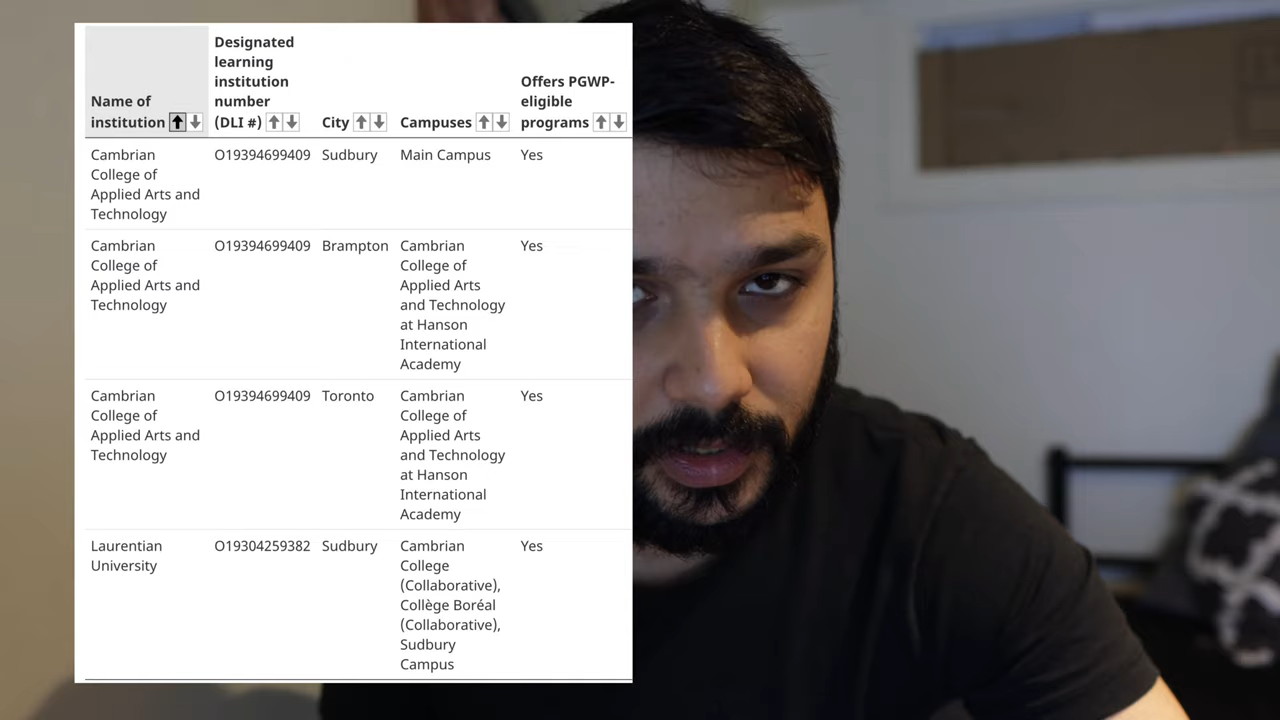 Name of institution
Designated learning institution number (DLI #)
City
Campuses
Offers PGWP-eligible programs
Cambrian College of Applied Arts and Technology
O19394699409
Sudbury
Main Campus
Yes
Cambrian College of Applied Arts and Technology
O19394699409
Brampton
Cambrian College of Applied Arts and Technology at Hanson International Academy
Yes
Cambrian College of Applied Arts and Technology
O19394699409
Toronto
Cambrian College of Applied Arts and Technology at Hanson International Academy
Yes
Laurentian University
O19304259382
Sudbury
Cambrian College (Collaborative), Collège Boréal (Collaborative), Sudbury Campus
Yes